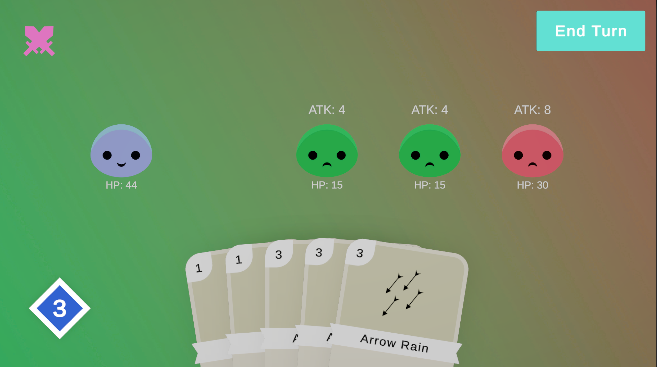 End Turn
ATK: 4
ATK: 4
ATK: 8
HP: 44
HP: 15
HP: 15
HP: 30
1
1
3
3
3
3
A
A
Arrow Rain